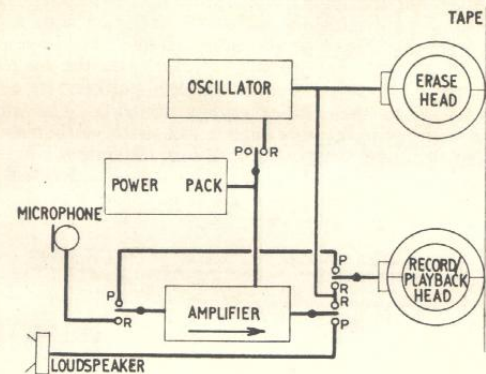 TAPE
OSCILLATOR
ERASE
HEAD
P R
POWER PACK
MICROPHONE
P
P
RECORD/
PLAYBACK
HEAD
R
R
R
AMPLIFIER
P
LOUDSPEAKER